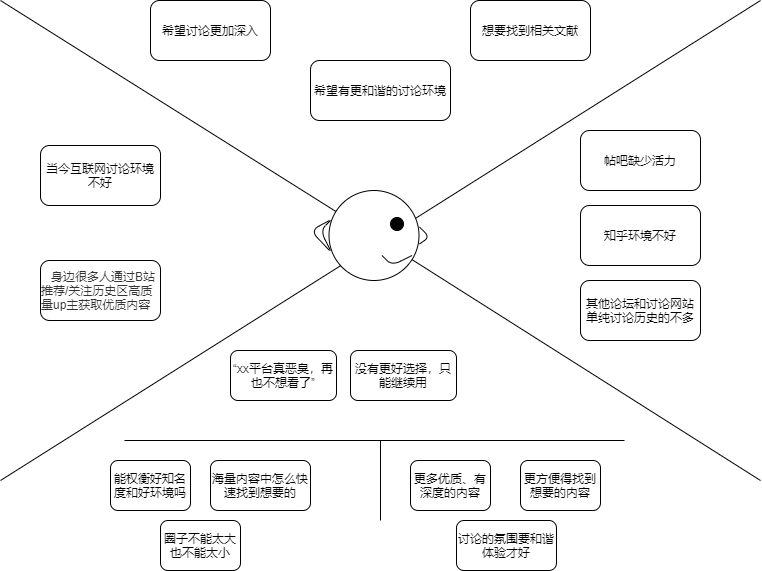 希望讨论更加深入
想要找到相关文献
希望有更和谐的讨论环境
当今互联网讨论环境
不好
身边很多人通过B站
推荐/关注历史区高质
量up主获取优质内容
帖吧缺少活力
知乎环境不好
其他论坛和讨论网站
单纯讨论历史的不多
“xx平台真恶臭，再
也不想看了”
没有更好选择，只
能继续用
能权衡好知名
度和好环境吗
海量内容中怎么快
速找到想要的
圈子不能太大
也不能太小
更多优质、有
深度的内容
更方便得找到
想要的内容
讨论的氛围要和谐
体验才好